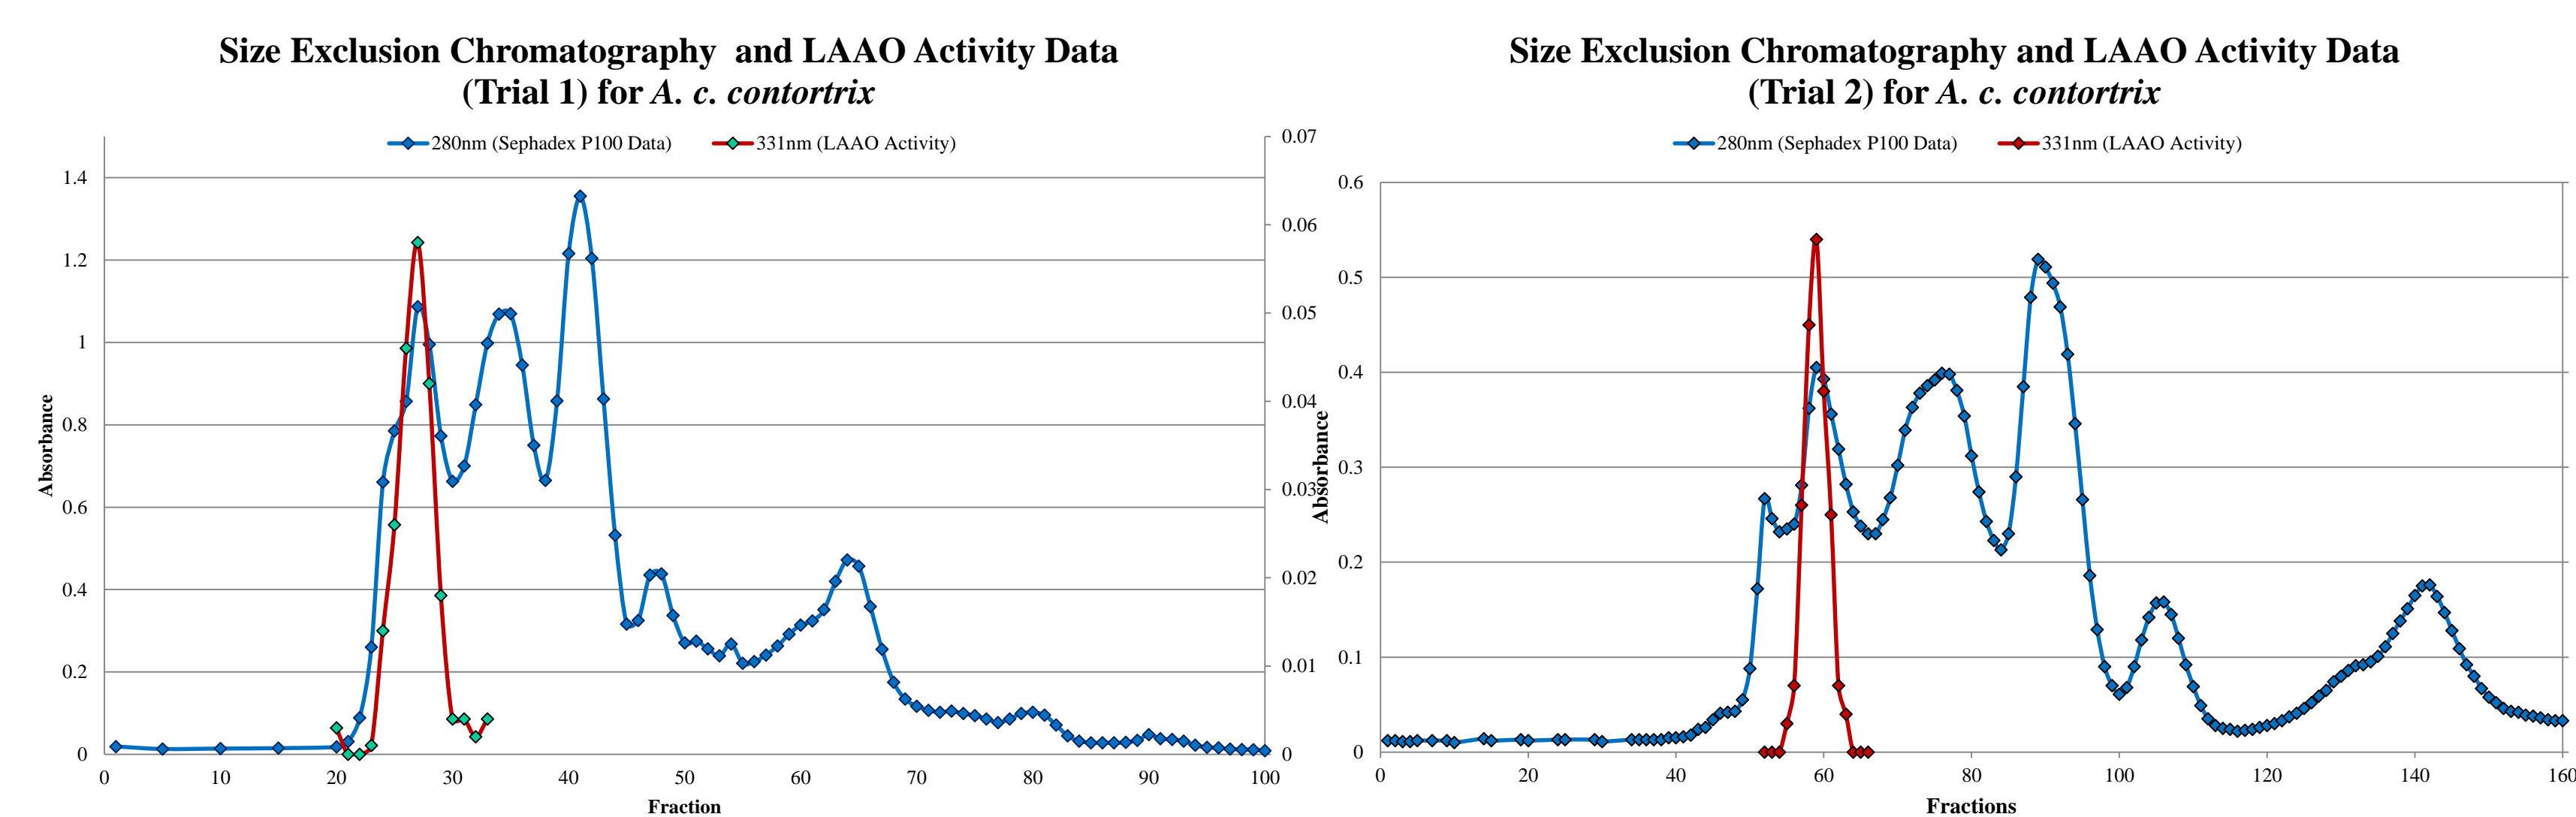 Size Exclusion Chromatography and LAAO Activity Data
(Trial 1) for A. c. contortrix
280nm (Sephadex P100 Data)
331nm (LAAO Activity)
Absorbance
1.4
1.2
1
0.8
0.6
0.4
0.2
0
0.07
0.06
0.05
0.04
0.03
0.02
0.01
0
0 10 20 30 40 50 60 70 80 90 100
Fraction
Size Exclusion Chromatography and LAAO Activity Data
(Trial 2) for A. c. contortrix
280nm (Sephadex P100 Data)
331nm (LAAO Activity)
Absorbance
0.6
0.5
0.4
0.3
0.2
0.1
0
0 20 40 60 80 100 120 140 160
Fractions